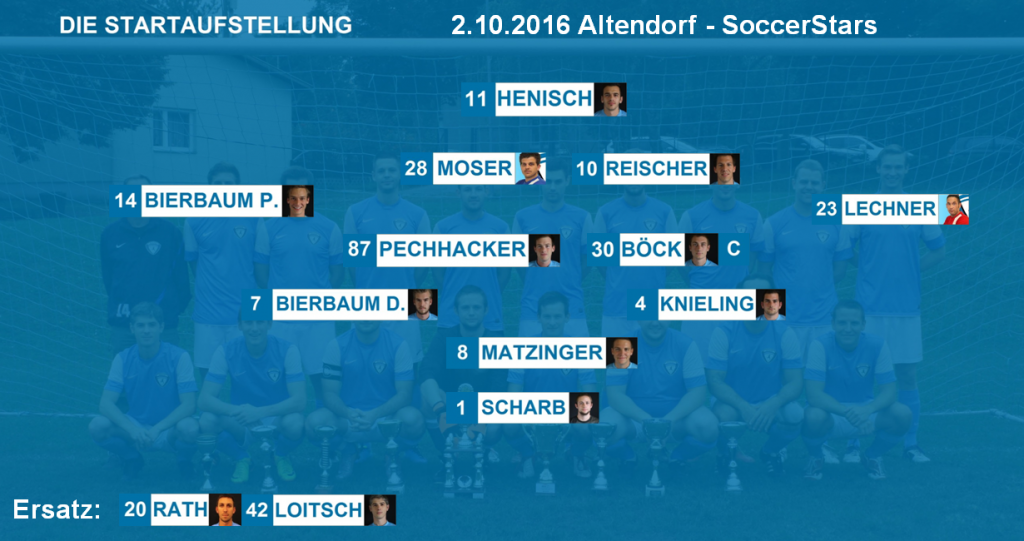 DIE STARTAUFSTELLUNG 2.10.2016 Altendorf - SoccerStars
11 HENISCH
28 MOSER 10 REISCHER
14 BIERBAUM P. 23 LECHNER
87 PECHHACKER 30 BÖCK C
7 BIERBAUM D. 4 KNIELING
8 MATZINGER
1 SCHARB
Ersatz: 20 RATH 42 LOITSCH